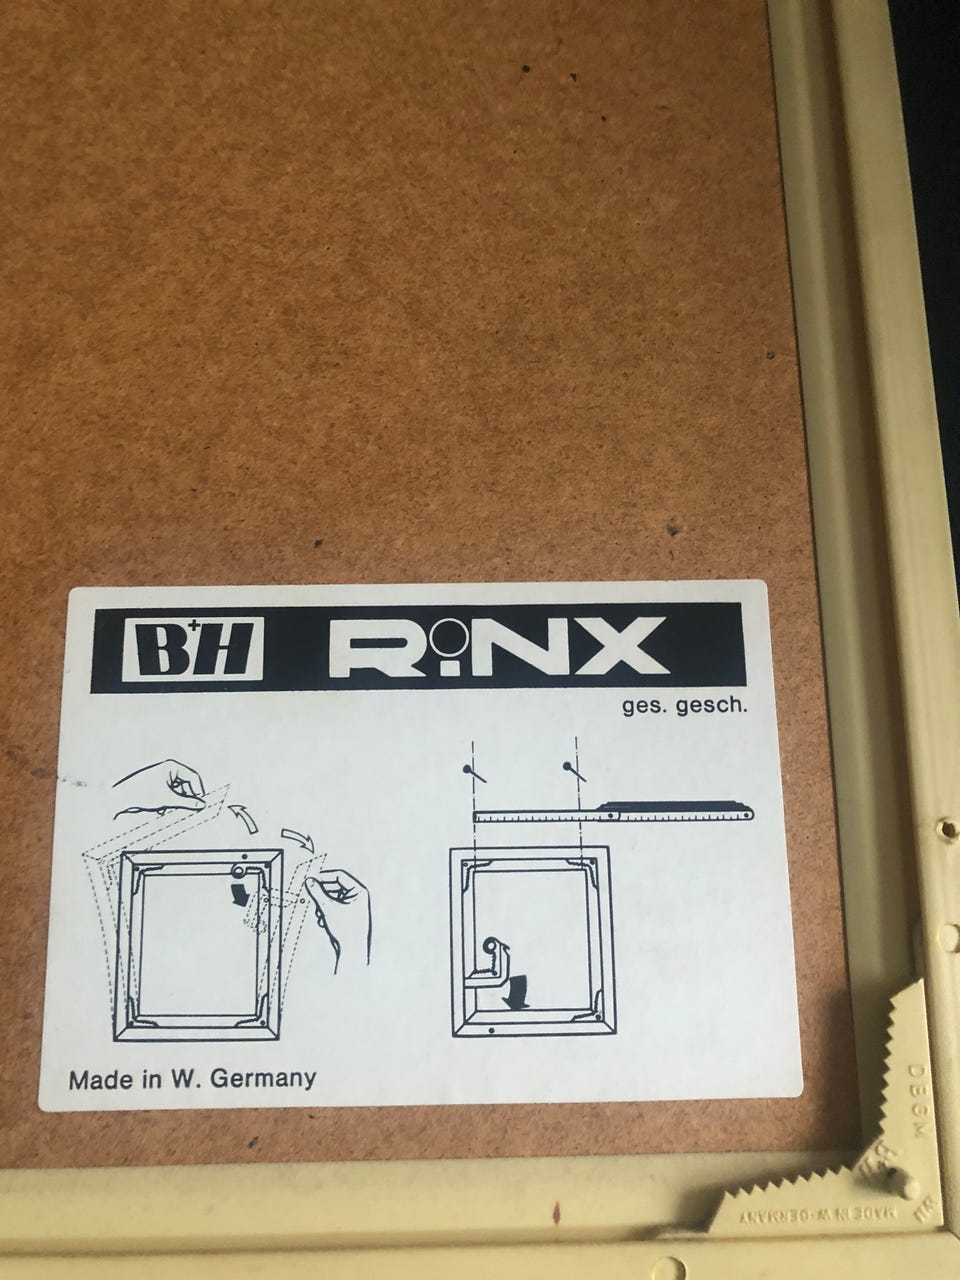 B+H RiNX
ges. gesch.
Made in W. Germany
DBGM
MADE IN W-GERMANY